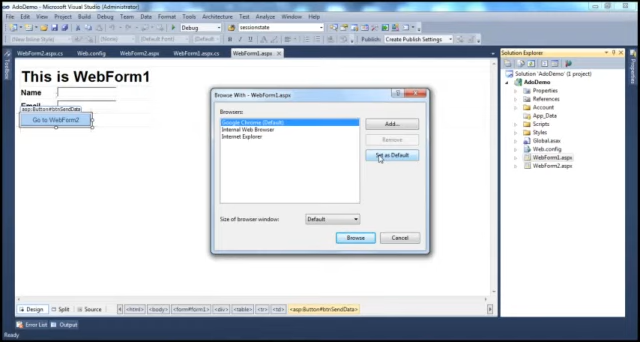 AdoDemo - Microsoft Visual Studio (Administrator)
File Edit View Project Build Debug Team Data Format Table Tools Architecture Test Analyze Window Help
sessionstate
Publish: Create Publish Settings
WebForm2.aspx.cs Web.config WebForm2.aspx WebForm1.aspx.cs WebForm1.aspx
Toolbox
This is WebForm1
Name
Email
asp:Button#btnSendData
Go to WebForm2
Browse With - WebForm1.aspx
Browsers:
Google Chrome (Default)
Internal Web Browser
Internet Explorer
Add...
Remove
Set as Default
Size of browser window:
Default
Browse Cancel
Solution Explorer
Solution 'AdoDemo' (1 project)
AdoDemo
Properties
References
Account
App_Data
Scripts
Styles
Global.asax
Web.config
WebForm1.aspx
WebForm2.aspx
Properties
Design Split Source
<html> <body> <form#form1> <div> <table> <tr> <td> <asp:Button#btnSendData>
Error List Output
Ready